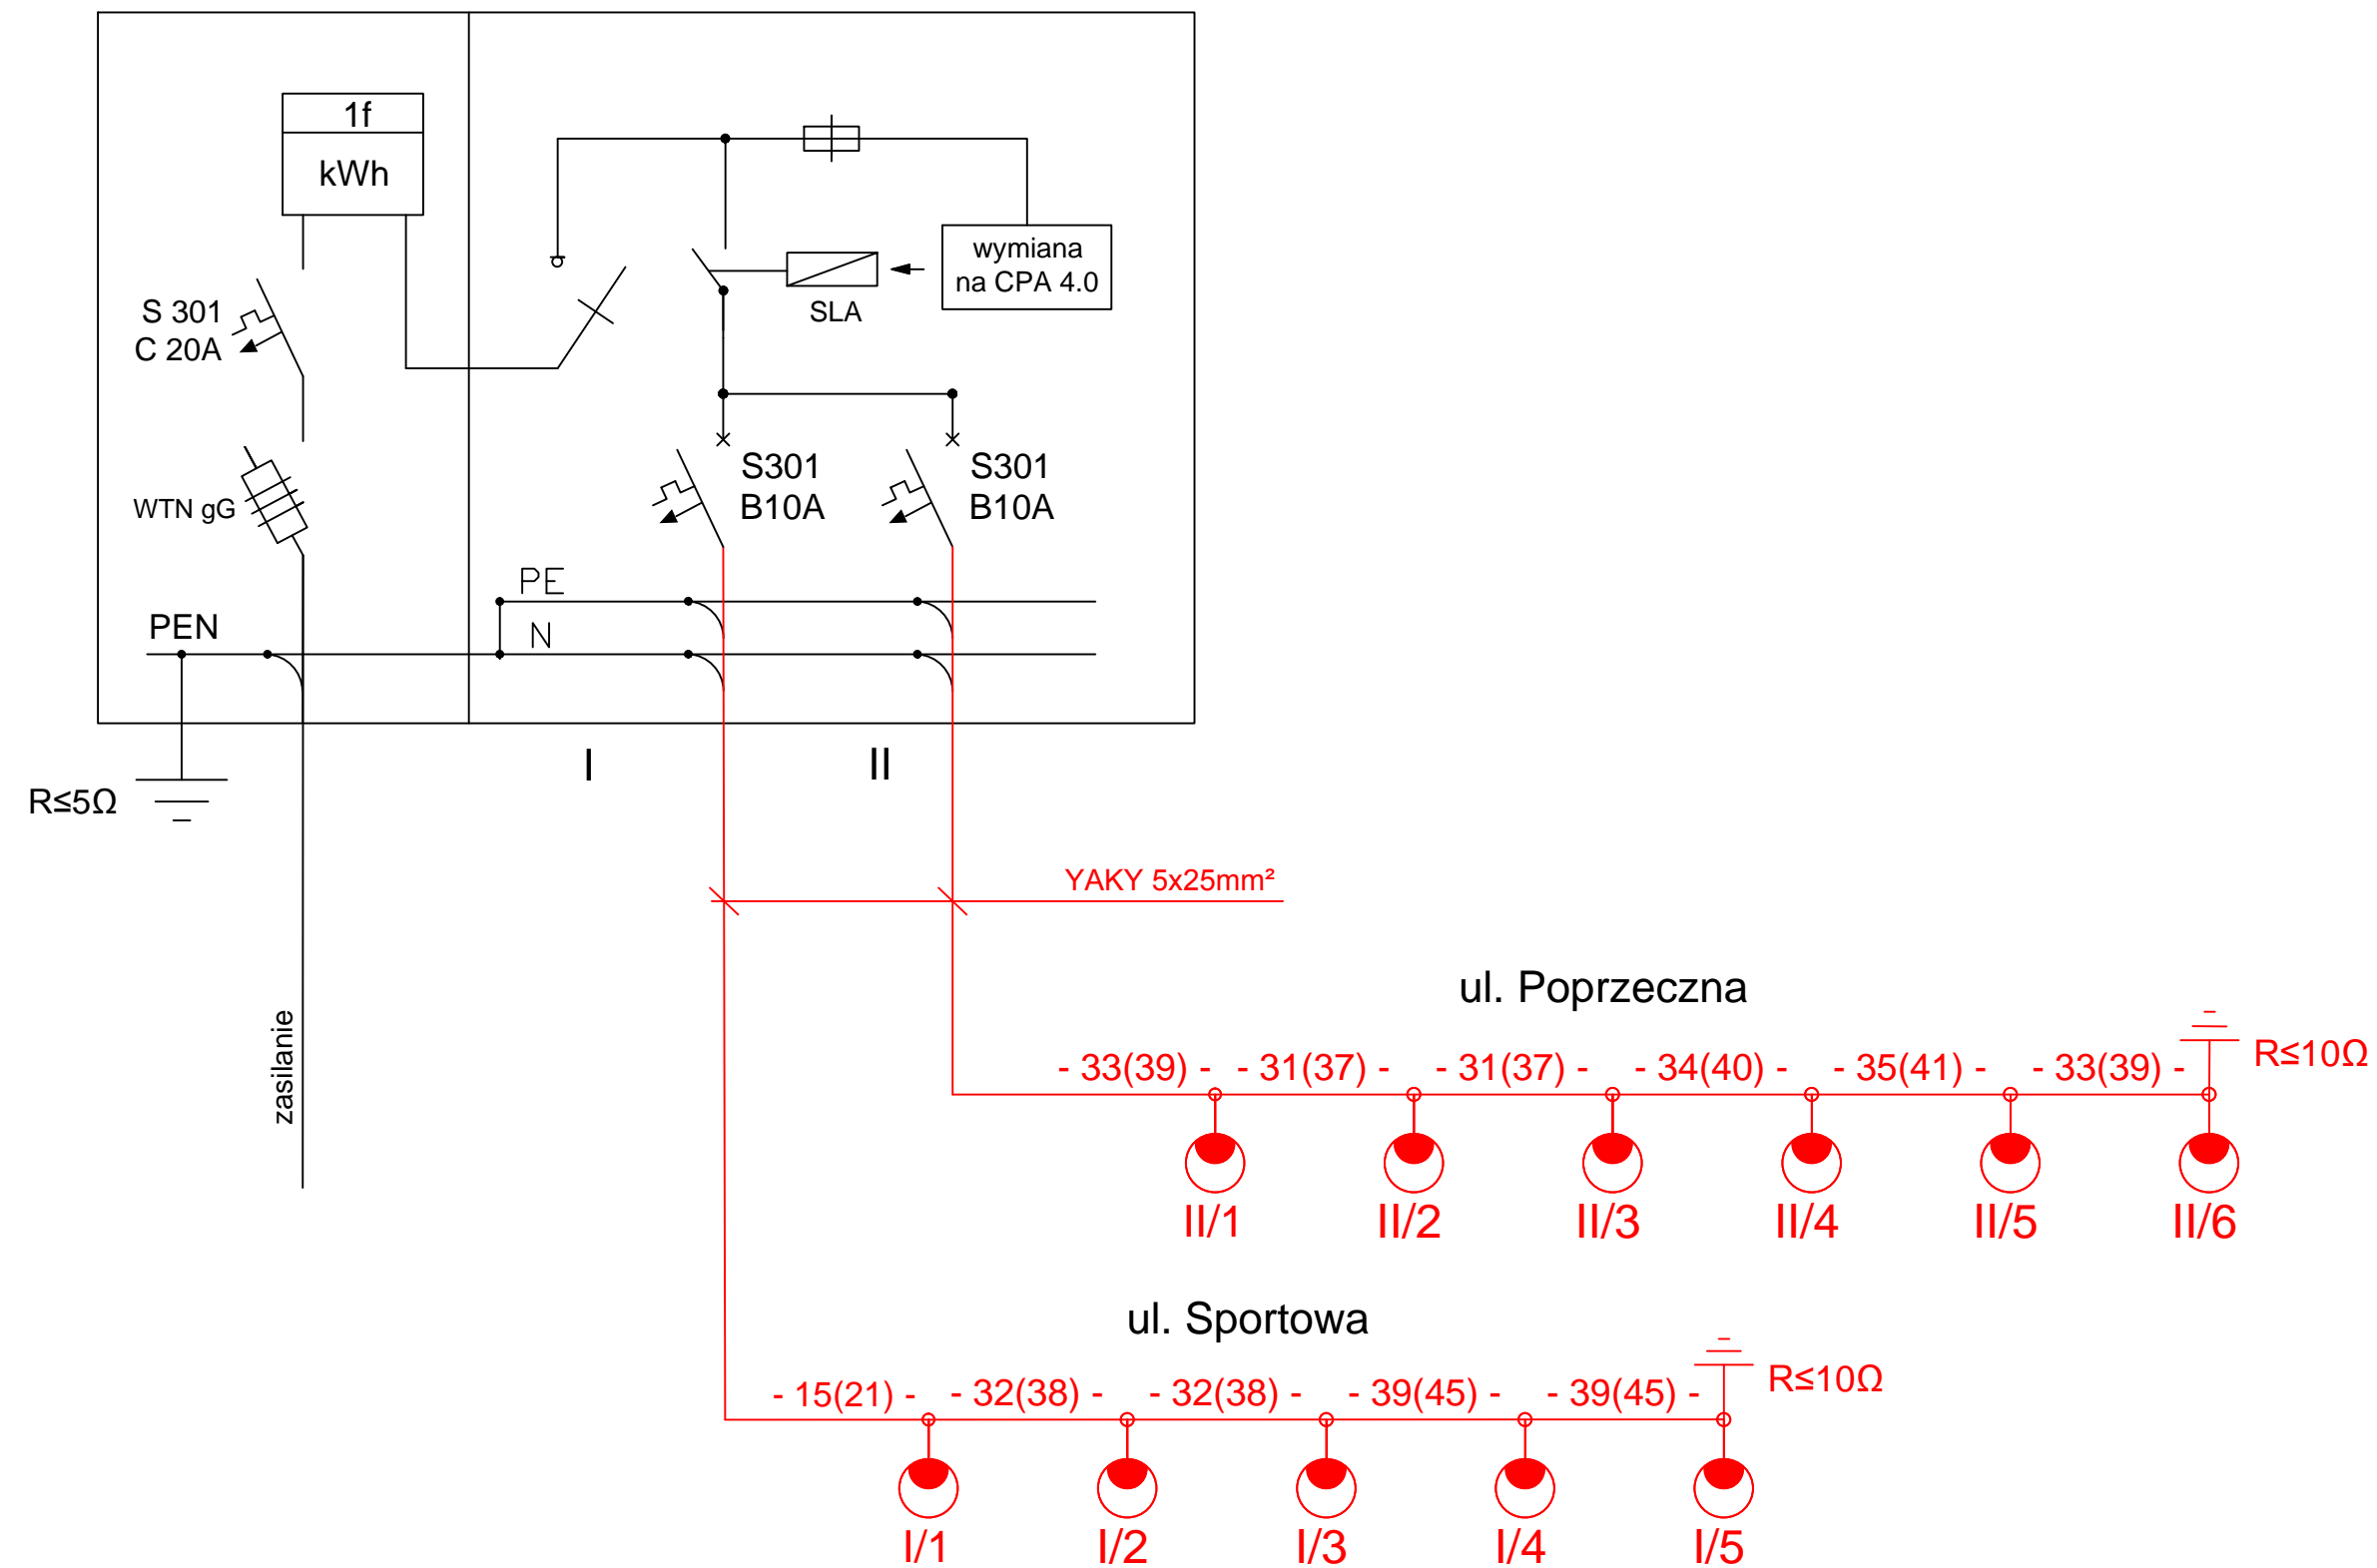 1f
kWh
wymiana
na CPA 4.0
SLA
S 301
C 20A
WTN gG
S301
B10A
S301
B10A
PE
N
PEN
I
II
R≤5Ω
zasilanie
YAKY 5x25mm²
ul. Poprzeczna
- 33(39) - - 31(37) - - 31(37) - - 34(40) - - 35(41) - - 33(39) -
R≤10Ω
II/1 II/2 II/3 II/4 II/5 II/6
ul. Sportowa
- 15(21) - - 32(38) - - 32(38) - - 39(45) - - 39(45) -
R≤10Ω
I/1 I/2 I/3 I/4 I/5